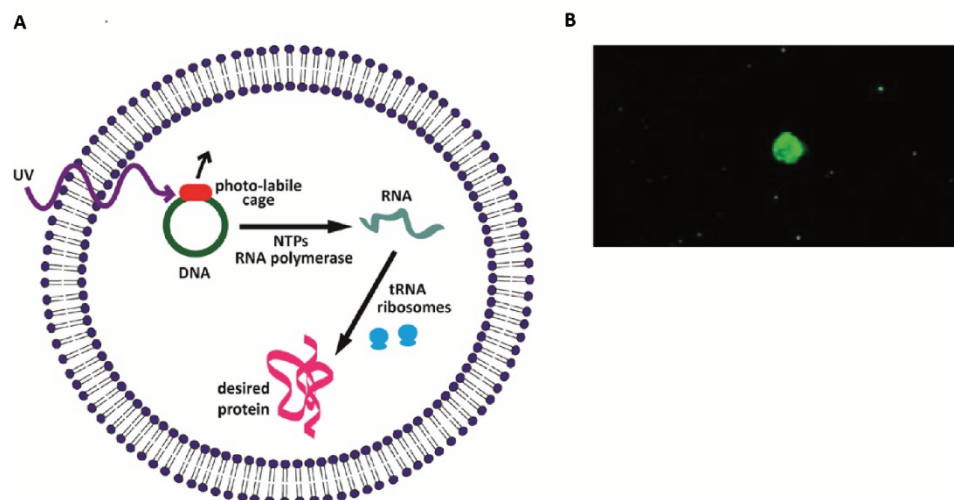 A
B
UV
photo-labile
cage
DNA
NTPs
RNA polymerase
RNA
tRNA
ribosomes
desired
protein